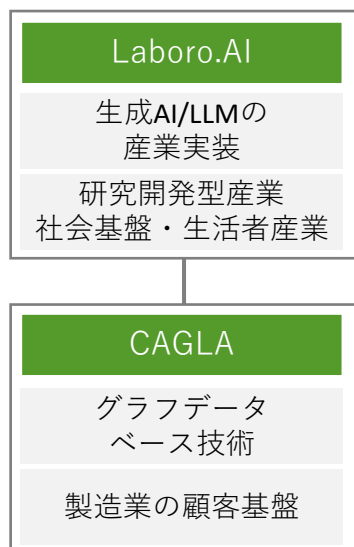 Laboro.AI
生成AI/LLMの
産業実装
研究開発型産業
社会基盤・生活者産業
CAGLA
グラフデータ
ベース技術
製造業の顧客基盤